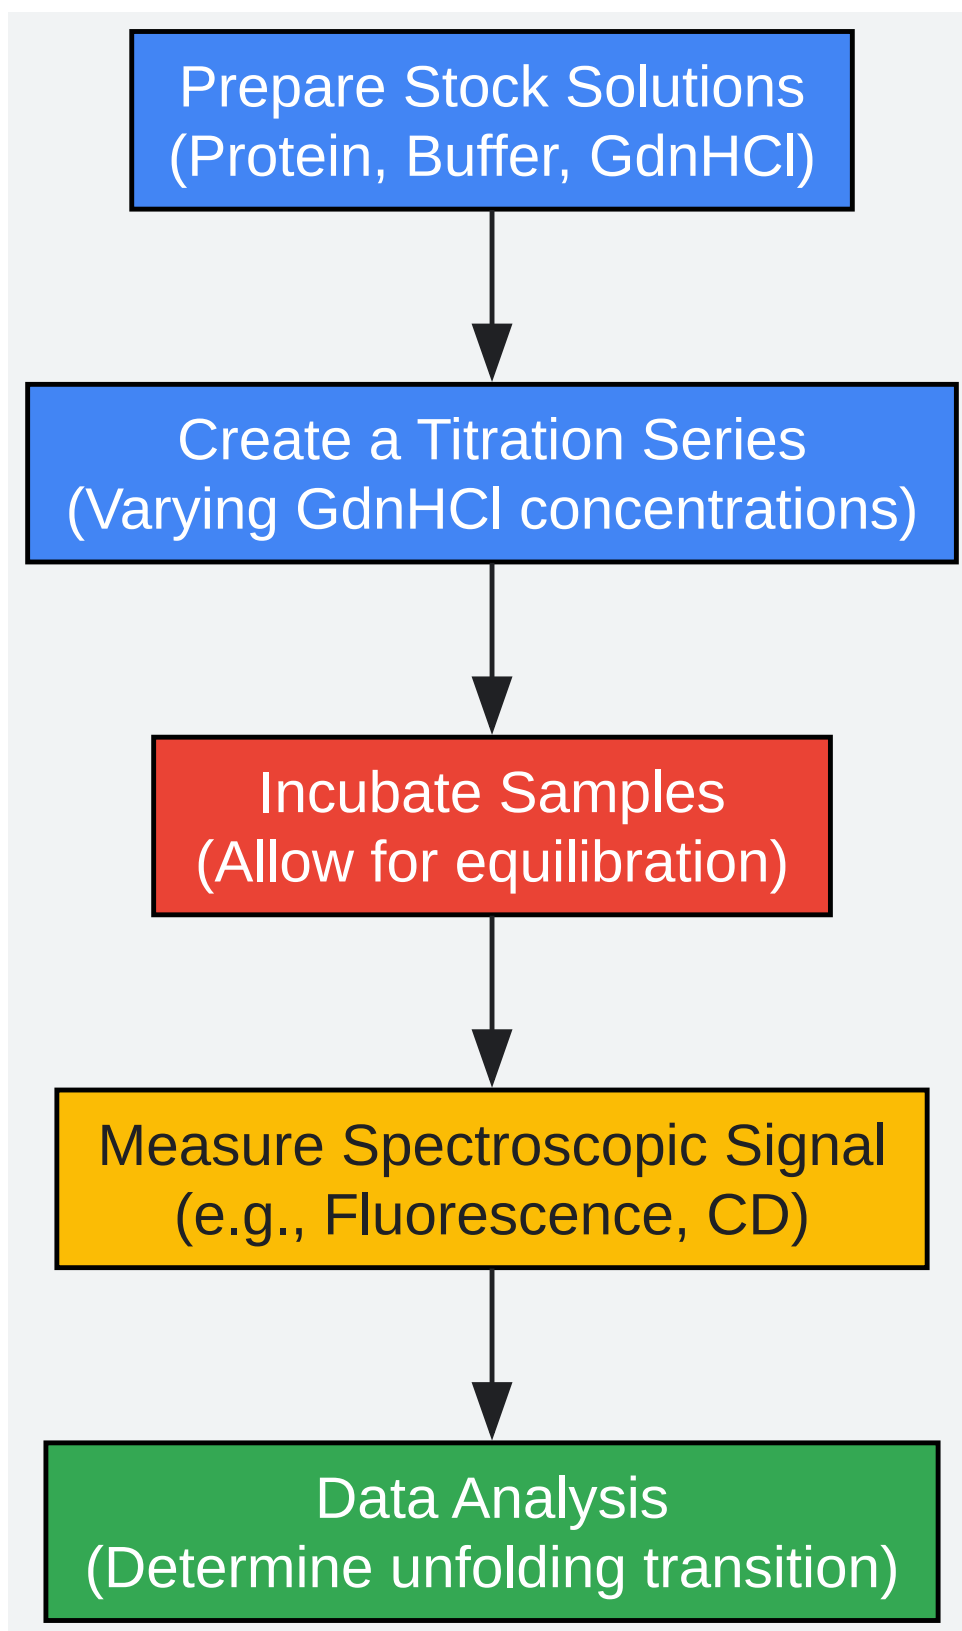 Prepare Stock Solutions
(Protein, Buffer, GdnHCl)
Create a Titration Series
(Varying GdnHCl concentrations)
Incubate Samples
(Allow for equilibration)
Measure Spectroscopic Signal
(e.g., Fluorescence, CD)
Data Analysis
(Determine unfolding transition)